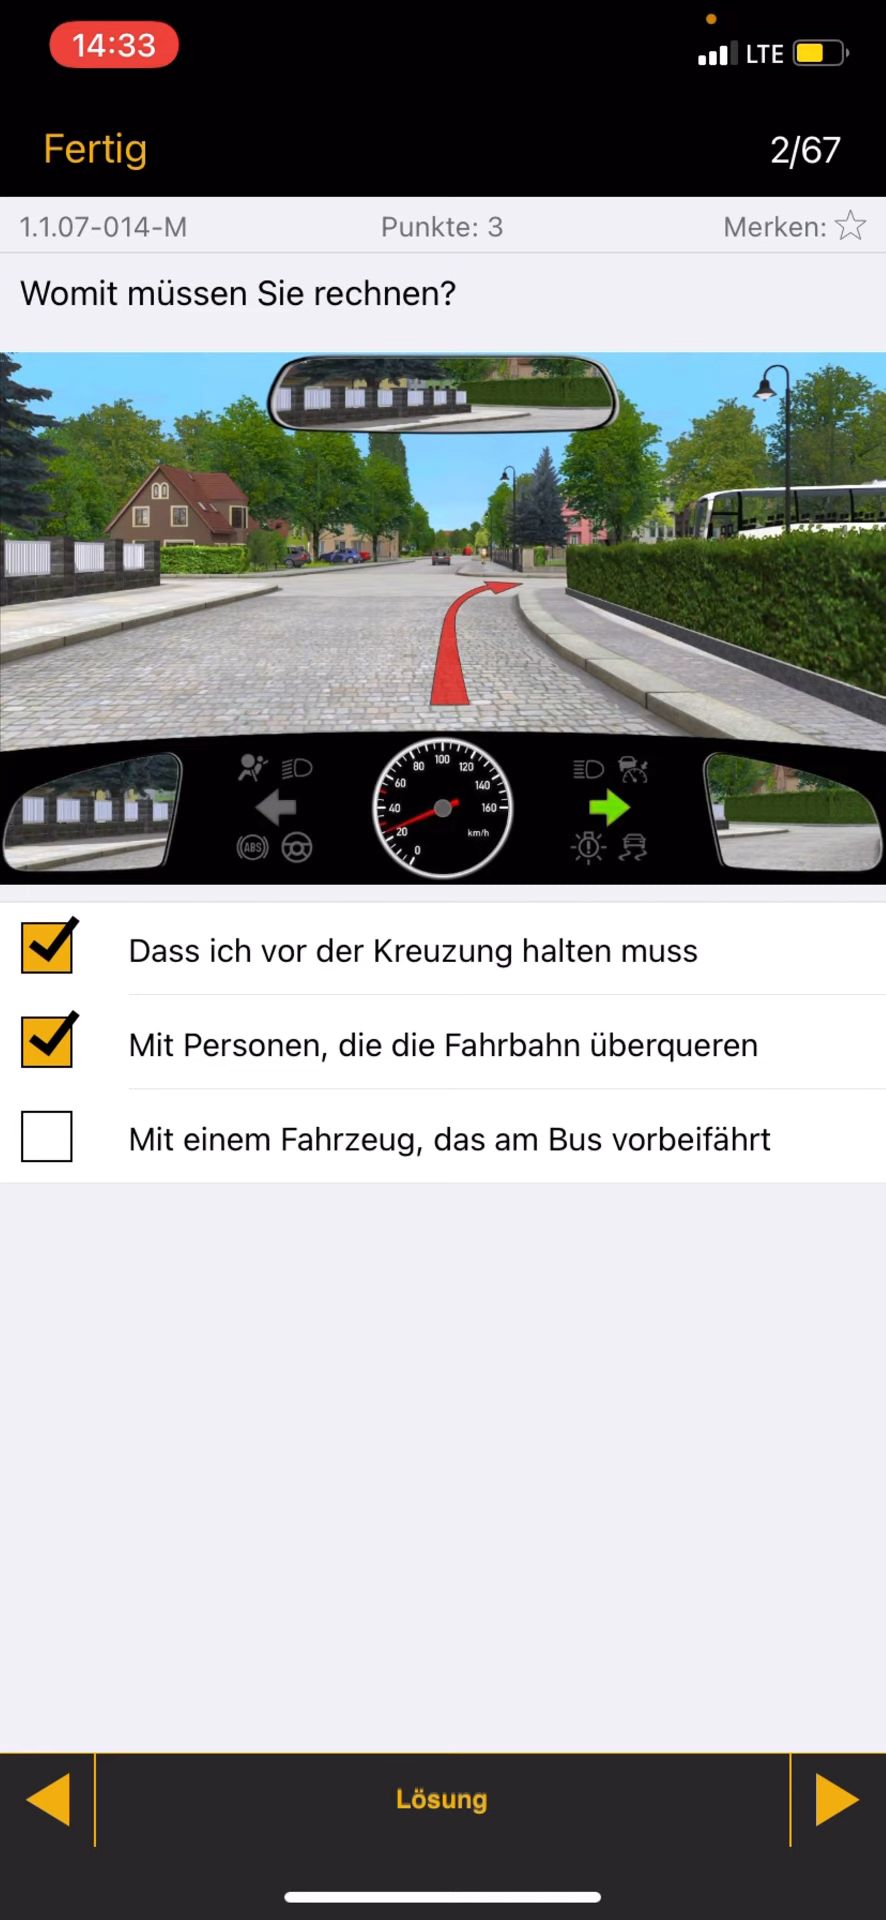 14:33
LTE
Fertig
2/67
1.1.07-014-M
Punkte: 3
Merken:
Womit müssen Sie rechnen?
0
20
40
60
80
100
120
140
160
km/h
ABS
Dass ich vor der Kreuzung halten muss
Mit Personen, die die Fahrbahn überqueren
Mit einem Fahrzeug, das am Bus vorbeifährt
Lösung